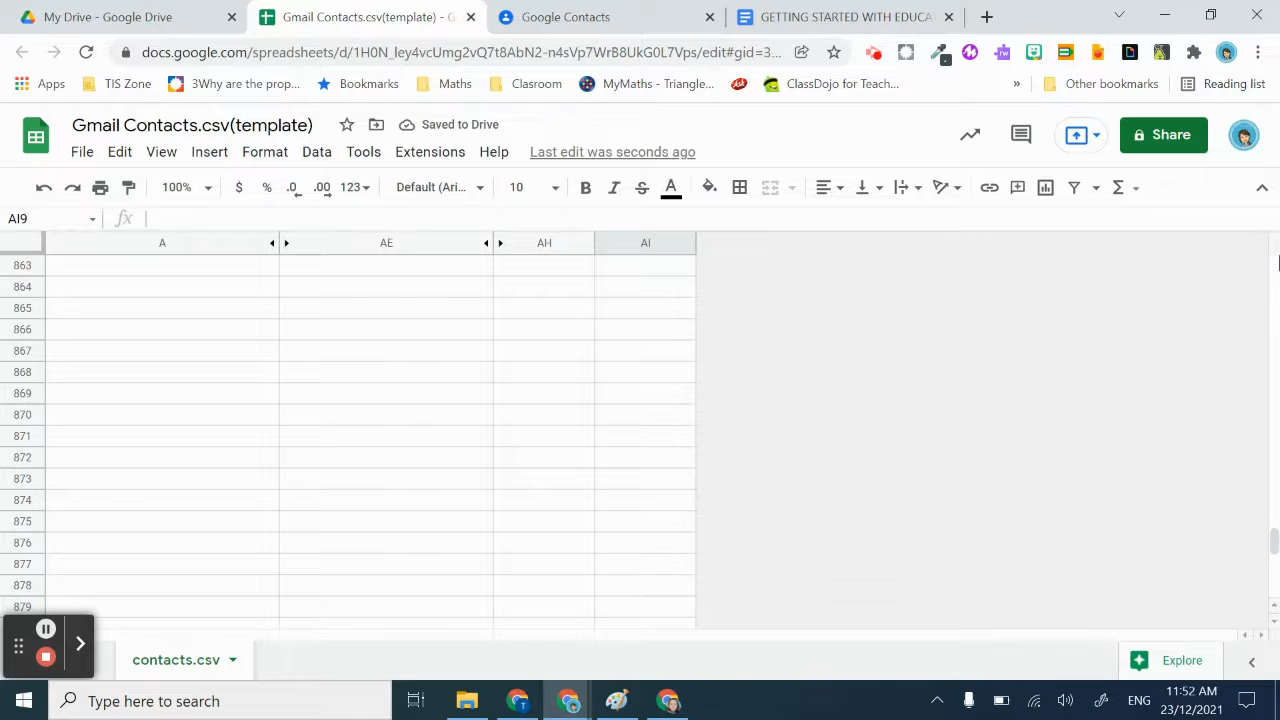 My Drive - Google Drive
Gmail Contacts.csv(template) -
Google Contacts
GETTING STARTED WITH EDUCA
docs.google.com/spreadsheets/d/1H0N_Iey4vcUmg2vQ7t8AbN2-n4sVp7WrB8UkG0L7Vps/edit#gid=3...
Apps
TIS Zone
3Why are the prop...
Bookmarks
Maths
Clasroom
MyMaths - Triangle...
Ask
ClassDojo for Teach...
»
Other bookmarks
Reading list
Gmail Contacts.csv(template)
Saved to Drive
Share
File Edit View Insert Format Data Tools Extensions Help Last edit was seconds ago
100% $ % .0 .00 123 Default (Ari... 10 B I S A Σ
AI9 fx
A AE AH AI
863
864
865
866
867
868
869
870
871
872
873
874
875
876
877
878
879
contacts.csv
Explore
Type here to search
ENG
11:52 AM
23/12/2021